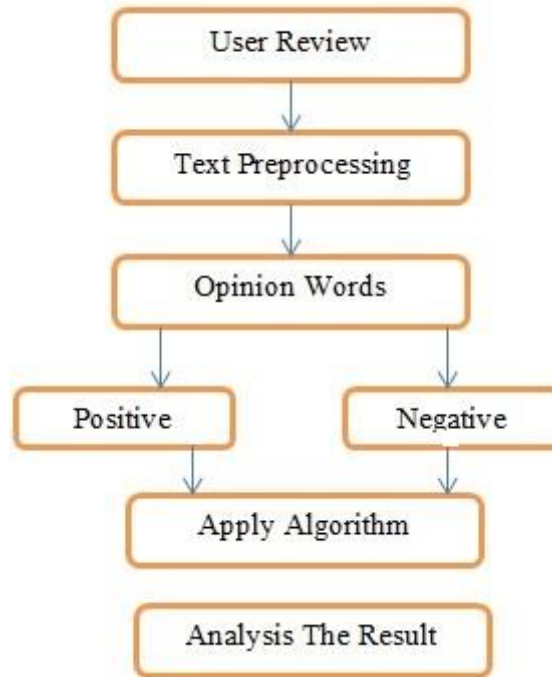 User Review
Text Preprocessing
Opinion Words
Positive
Negative
Apply Algorithm
Analysis The Result